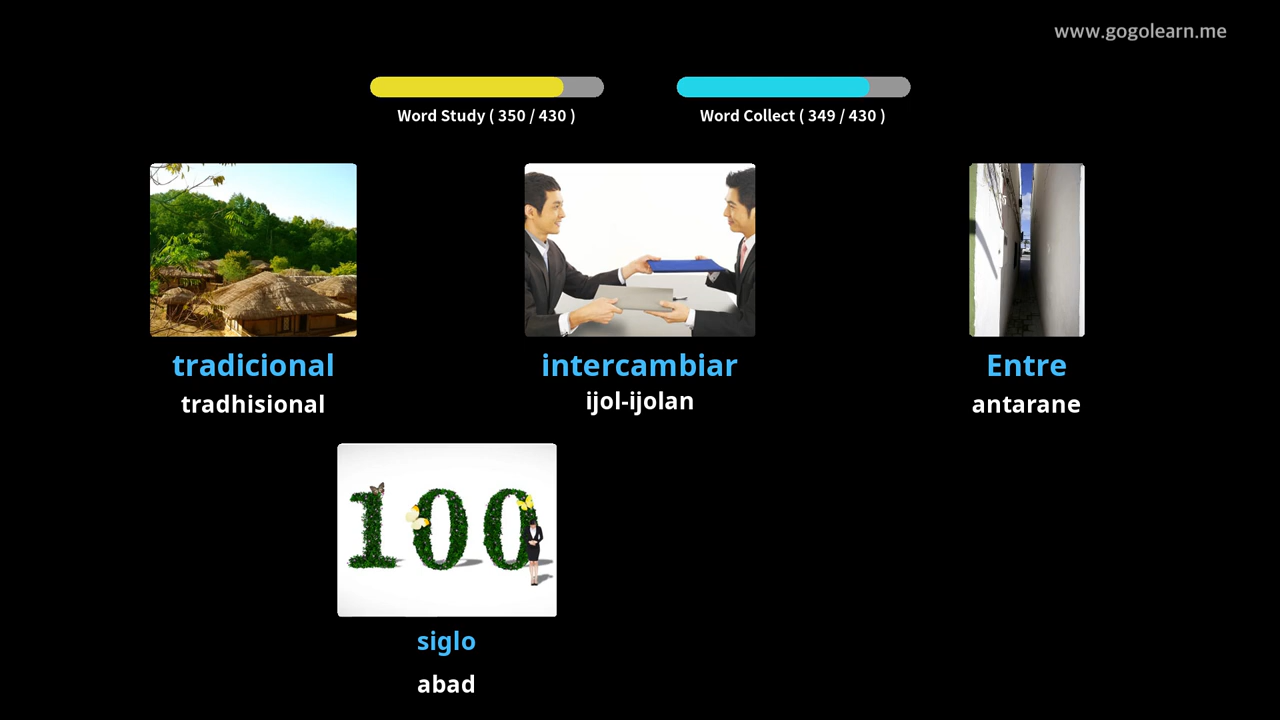 www.gogolearn.me
Word Study ( 350 / 430 )
Word Collect ( 349 / 430 )
tradicional
tradhisional
intercambiar
ijol-ijolan
Entre
antarane
100
siglo
abad